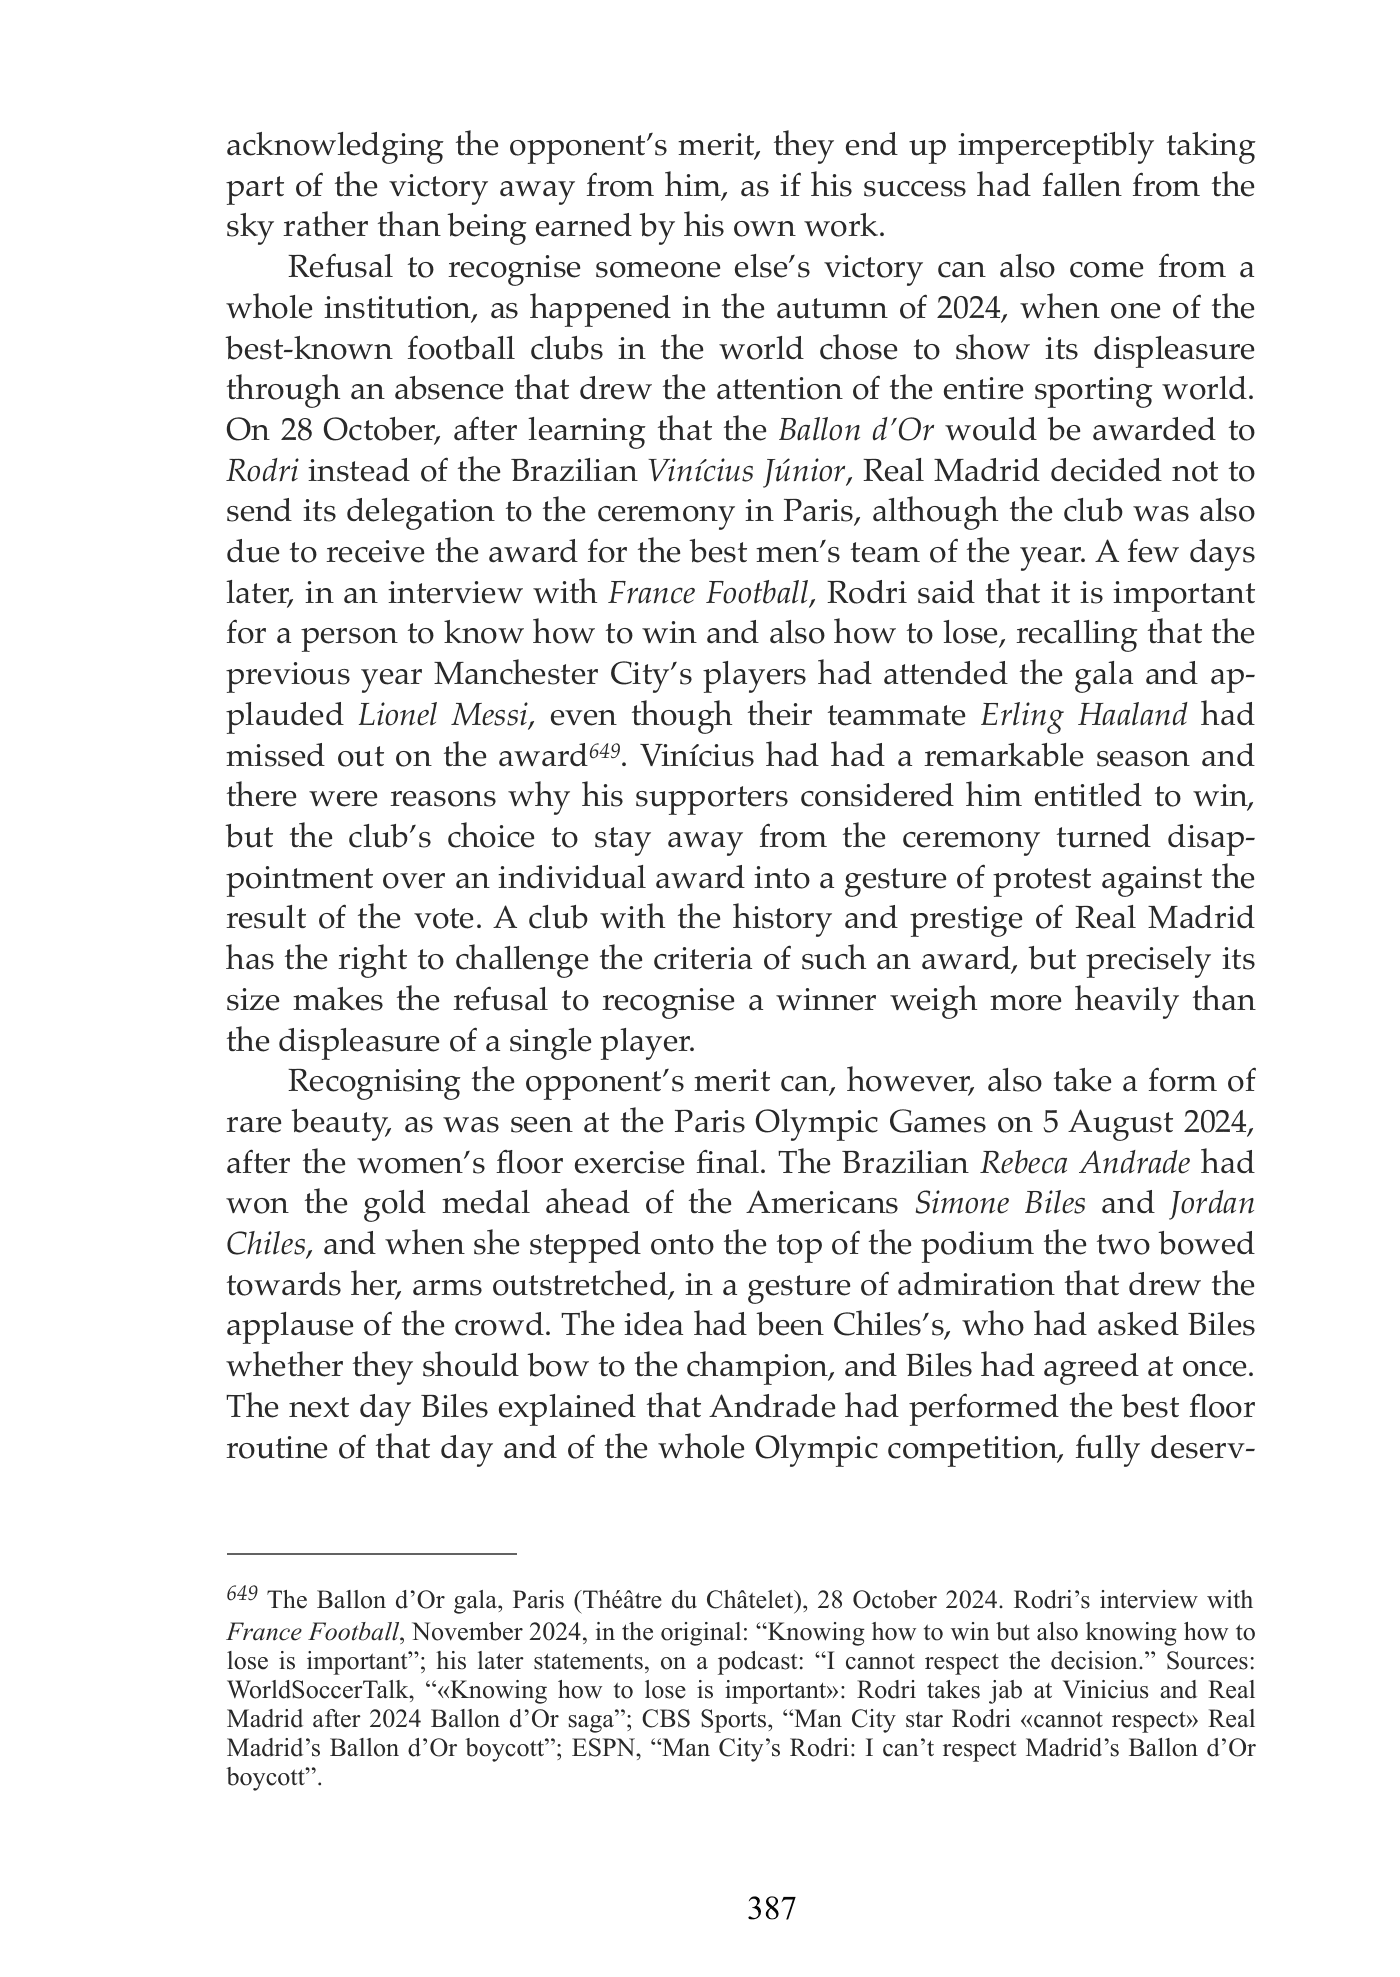 acknowledging the opponent’s merit, they end up imperceptibly taking
part of the victory away from him, as if his success had fallen from the
sky rather than being earned by his own work.
Refusal to recognise someone else’s victory can also come from a
whole institution, as happened in the autumn of 2024, when one of the
best-known football clubs in the world chose to show its displeasure
through an absence that drew the attention of the entire sporting world.
On 28 October, after learning that the Ballon d’Or would be awarded to
Rodri instead of the Brazilian Vinícius Júnior, Real Madrid decided not to
send its delegation to the ceremony in Paris, although the club was also
due to receive the award for the best men’s team of the year. A few days
later, in an interview with France Football, Rodri said that it is important
for a person to know how to win and also how to lose, recalling that the
previous year Manchester City’s players had attended the gala and ap-
plauded Lionel Messi, even though their teammate Erling Haaland had
missed out on the award649. Vinícius had had a remarkable season and
there were reasons why his supporters considered him entitled to win,
but the club’s choice to stay away from the ceremony turned disap-
pointment over an individual award into a gesture of protest against the
result of the vote. A club with the history and prestige of Real Madrid
has the right to challenge the criteria of such an award, but precisely its
size makes the refusal to recognise a winner weigh more heavily than
the displeasure of a single player.
Recognising the opponent’s merit can, however, also take a form of
rare beauty, as was seen at the Paris Olympic Games on 5 August 2024,
after the women’s floor exercise final. The Brazilian Rebeca Andrade had
won the gold medal ahead of the Americans Simone Biles and Jordan
Chiles, and when she stepped onto the top of the podium the two bowed
towards her, arms outstretched, in a gesture of admiration that drew the
applause of the crowd. The idea had been Chiles’s, who had asked Biles
whether they should bow to the champion, and Biles had agreed at once.
The next day Biles explained that Andrade had performed the best floor
routine of that day and of the whole Olympic competition, fully deserv-
649 The Ballon d’Or gala, Paris (Théâtre du Châtelet), 28 October 2024. Rodri’s interview with
France Football, November 2024, in the original: “Knowing how to win but also knowing how to
lose is important”; his later statements, on a podcast: “I cannot respect the decision.” Sources:
WorldSoccerTalk, “«Knowing how to lose is important»: Rodri takes jab at Vinicius and Real
Madrid after 2024 Ballon d’Or saga”; CBS Sports, “Man City star Rodri «cannot respect» Real
Madrid’s Ballon d’Or boycott”; ESPN, “Man City’s Rodri: I can’t respect Madrid’s Ballon d’Or
boycott”.
387